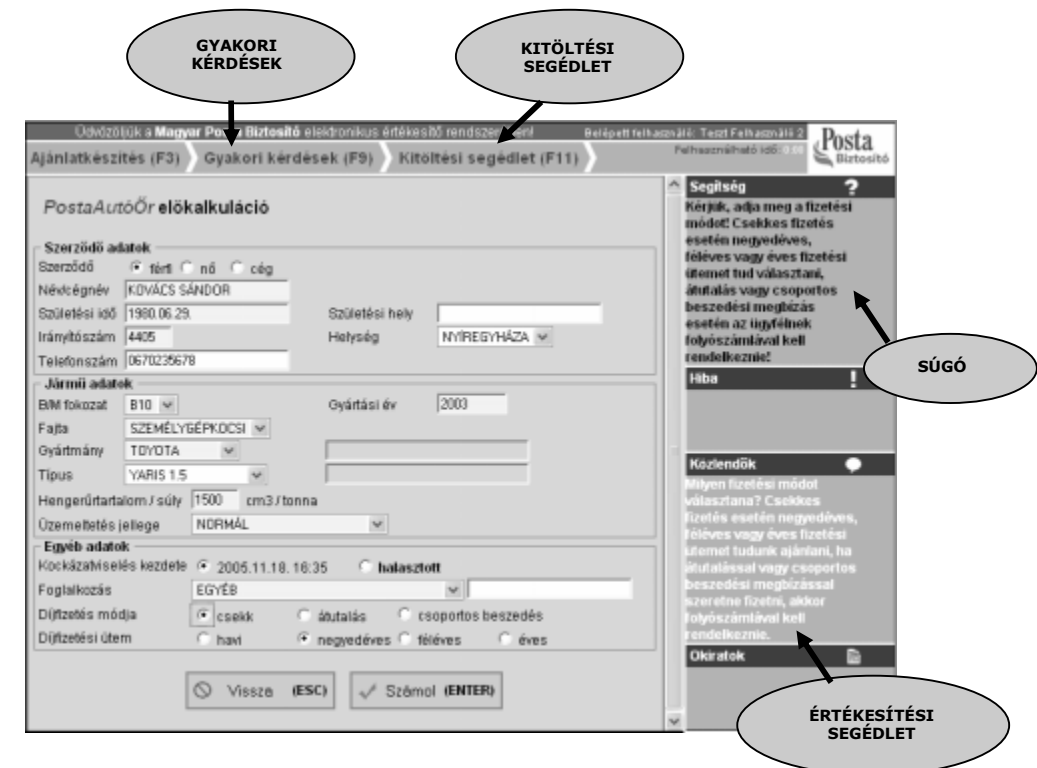 GYAKORI
KÉRDÉSEK
KITÖLTÉSI
SEGÉDLET
Üdvözöljük a Magyar Posta Biztosító elektronikus értékesítő rendszerében!
Belépett felhasználó: Teszt Felhasználó 2
Felhasználható idő: 0:00
Posta
Biztosító
Ajánlatkészítés (F3) Gyakori kérdések (F9) Kitöltési segédlet (F11)
PostaAutóŐr előkalkuláció
Szerződő adatok
Szerződő férfi nő cég
Név/cégnév KOVÁCS SÁNDOR
Születési idő 1980.06.29. Születési hely
Irányítószám 4405 Helység NYÍREGYHÁZA
Telefonszám 0670235678
Jármű adatok
B/M fokozat B10 Gyártási év 2003
Fajta SZEMÉLYGÉPKOCSI
Gyártmány TOYOTA
Típus YARIS 1.5
Hengerűrtartalom / súly 1500 cm3 / tonna
Üzemeltetés jellege NORMÁL
Egyéb adatok
Kockázatviselés kezdete 2005.11.18. 16:35 halasztott
Foglalkozás EGYÉB
Díjfizetés módja csekk átutalás csoportos beszedés
Díjfizetési ütem havi negyedéves féléves éves
Vissza (ESC) Számol (ENTER)
Segítség ?
Kérjük, adja meg a fizetési
módot! Csekkes fizetés
esetén negyedéves,
féléves vagy éves fizetési
ütemet tud választani,
átutalás vagy csoportos
beszedési megbízás
esetén az ügyfélnek
folyószámlával kell
rendelkeznie!
SÚGÓ
Hiba !
Közlendők
Milyen fizetési módot
választana? Csekkes
fizetés esetén negyedéves,
féléves vagy éves fizetési
ütemet tudunk ajánlani, ha
átutalással vagy csoportos
beszedési megbízással
szeretne fizetni, akkor
folyószámlával kell
rendelkeznie.
Okiratok
ÉRTÉKESÍTÉSI
SEGÉDLET